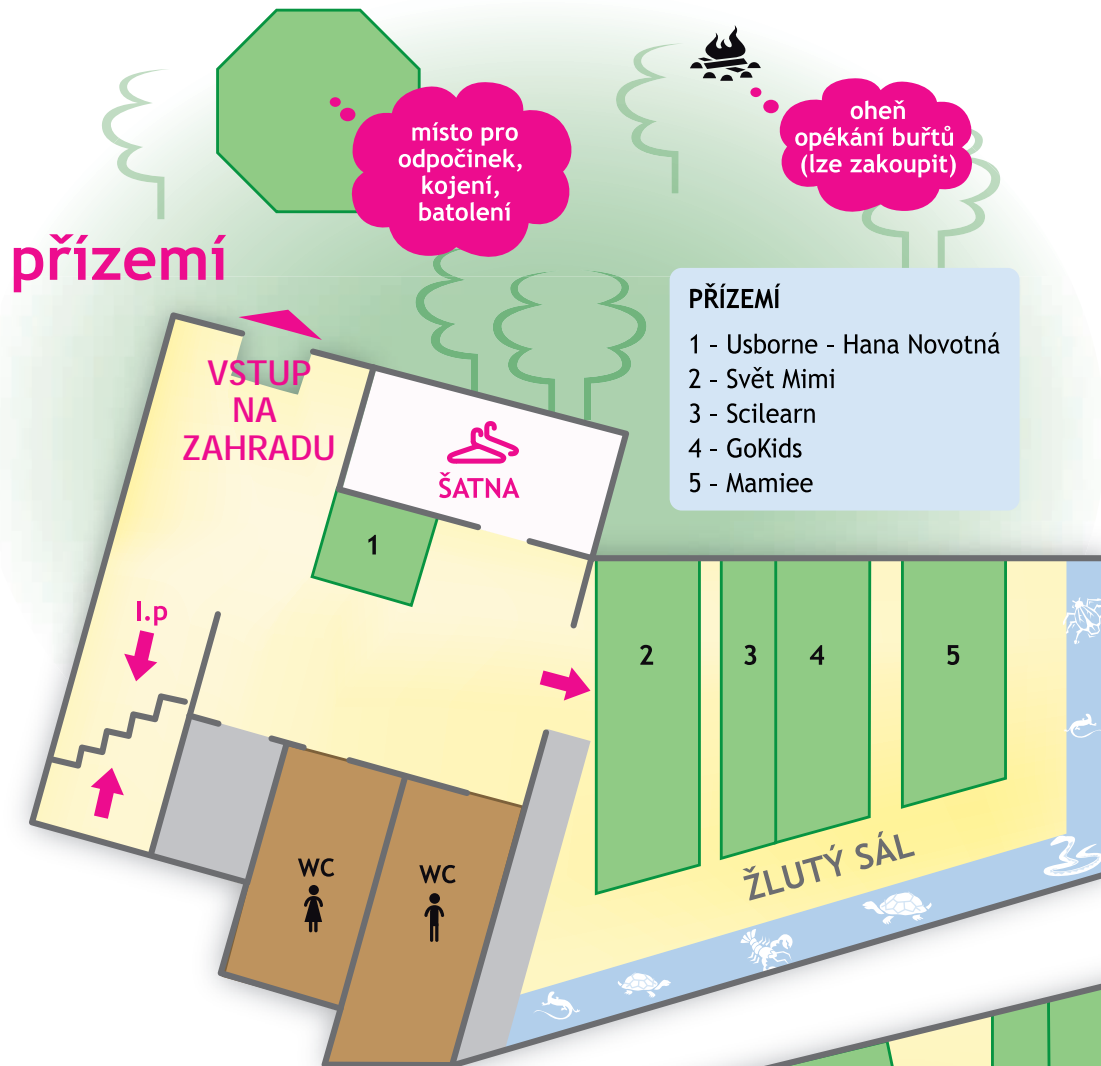 místo pro
odpočinek,
kojení,
batolení
oheň
opékání buřtů
(lze zakoupit)
přízemí
PŘÍZEMÍ
1 - Usborne - Hana Novotná
2 - Svět Mimi
3 - Scilearn
4 - GoKids
5 - Mamiee
VSTUP
NA
ZAHRADU
ŠATNA
1
I.p
2
3
4
5
ŽLUTÝ SÁL
WC
WC